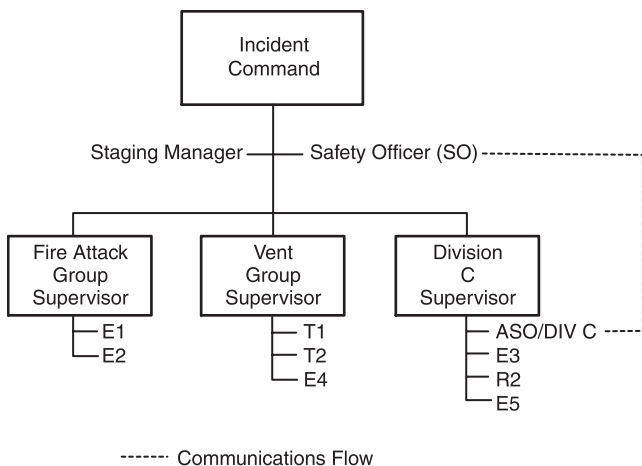 Incident
Command
Staging Manager
Safety Officer (SO)
Fire Attack
Group
Supervisor
Vent
Group
Supervisor
Division
C
Supervisor
E1
E2
T1
T2
E4
ASO/DIV C
E3
R2
E5
Communications Flow